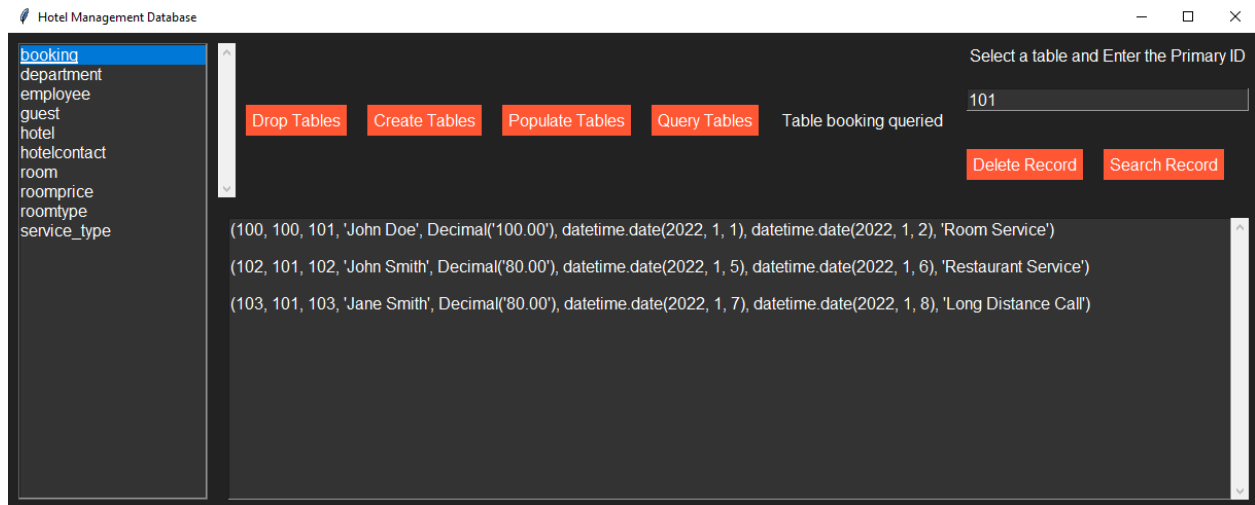 Hotel Management Database
booking
department
employee
guest
hotel
hotelcontact
room
roomprice
roomtype
service_type
Drop Tables
Create Tables
Populate Tables
Query Tables
Table booking queried
Select a table and Enter the Primary ID
101
Delete Record
Search Record
(100, 100, 101, 'John Doe', Decimal('100.00'), datetime.date(2022, 1, 1), datetime.date(2022, 1, 2), 'Room Service')
(102, 101, 102, 'John Smith', Decimal('80.00'), datetime.date(2022, 1, 5), datetime.date(2022, 1, 6), 'Restaurant Service')
(103, 101, 103, 'Jane Smith', Decimal('80.00'), datetime.date(2022, 1, 7), datetime.date(2022, 1, 8), 'Long Distance Call')